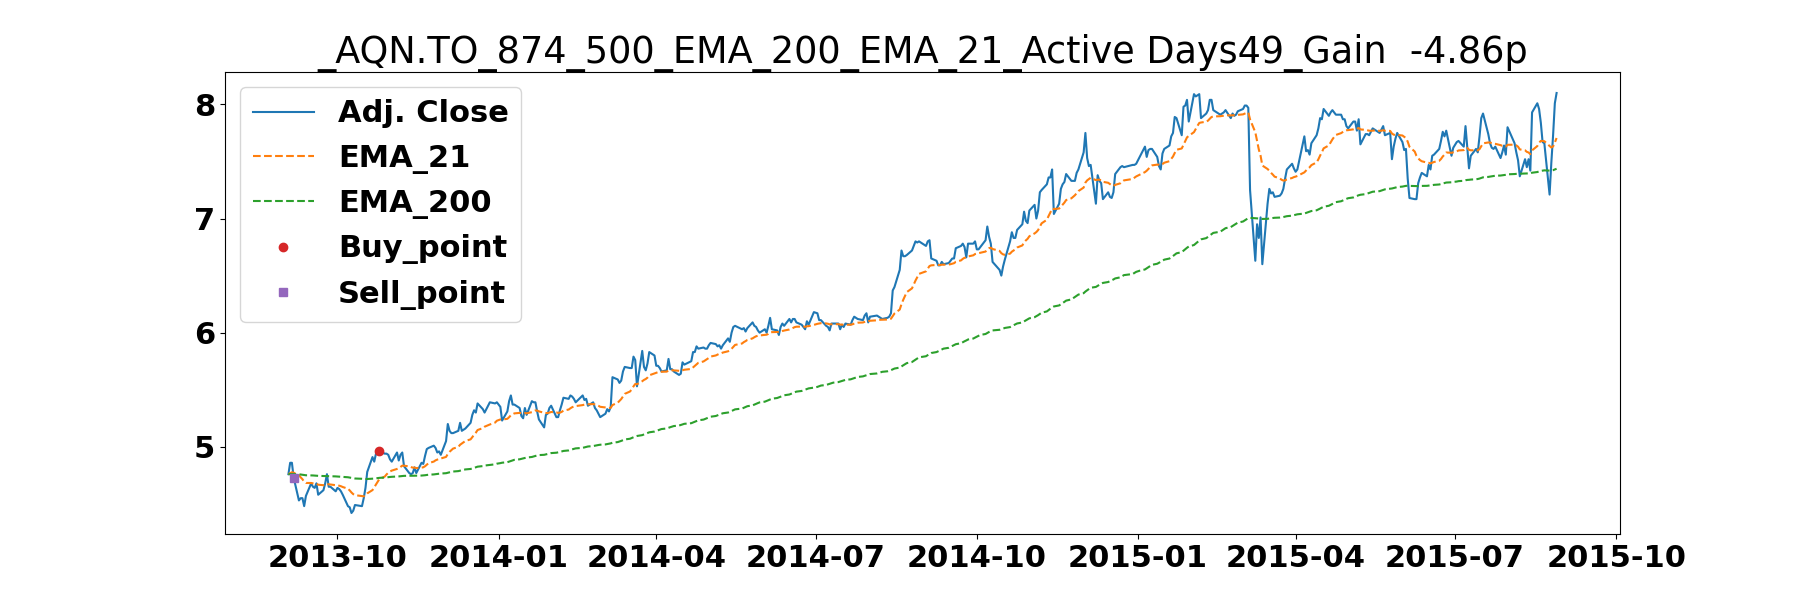 _AQN.TO_874_500_EMA_200_EMA_21_Active Days49_Gain  -4.86p
Adj. Close
EMA_21
EMA_200
Buy_point
Sell_point
8
7
6
5
2013-10 2014-01 2014-04 2014-07 2014-10 2015-01 2015-04 2015-07 2015-10